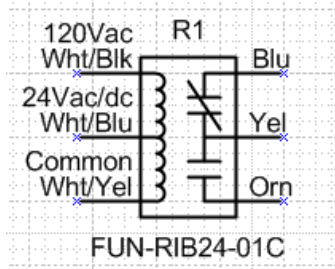 120Vac R1
Wht/Blk Blu
24Vac/dc
Wht/Blu Yel
Common
Wht/Yel Orn
FUN-RIB24-01C